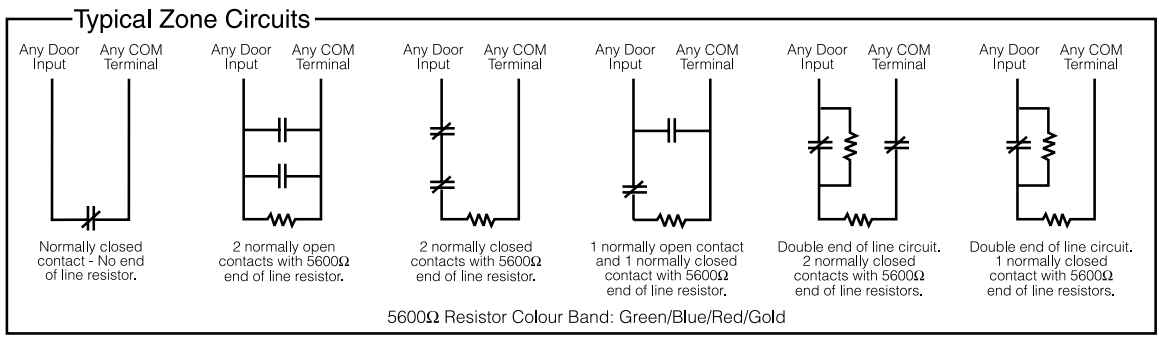 Typical Zone Circuits
Any Door
Input
Any COM
Terminal
Normally closed
contact - No end
of line resistor.
Any Door
Input
Any COM
Terminal
2 normally open
contacts with 5600Ω
end of line resistor.
Any Door
Input
Any COM
Terminal
2 normally closed
contacts with 5600Ω
end of line resistor.
Any Door
Input
Any COM
Terminal
1 normally open contact
and 1 normally closed
contact with 5600Ω
end of line resistor.
Any Door
Input
Any COM
Terminal
Double end of line circuit.
2 normally closed
contacts with 5600Ω
end of line resistors.
Any Door
Input
Any COM
Terminal
Double end of line circuit.
1 normally closed
contact with 5600Ω
end of line resistors.
5600Ω Resistor Colour Band: Green/Blue/Red/Gold